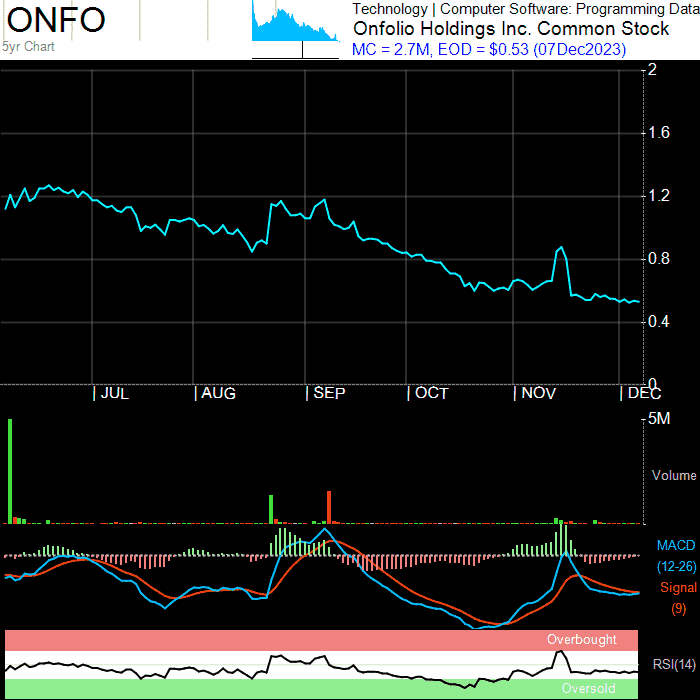 ONFO
5yr Chart
Technology | Computer Software: Programming Data
Onfolio Holdings Inc. Common Stock
MC = 2.7M, EOD = $0.53 (07Dec2023)
2
1.6
1.2
0.8
0.4
0
| JUL | AUG | SEP | OCT | NOV | DEC
5M
Volume
MACD
(12-26)
Signal
(9)
Overbought
RSI(14)
Oversold